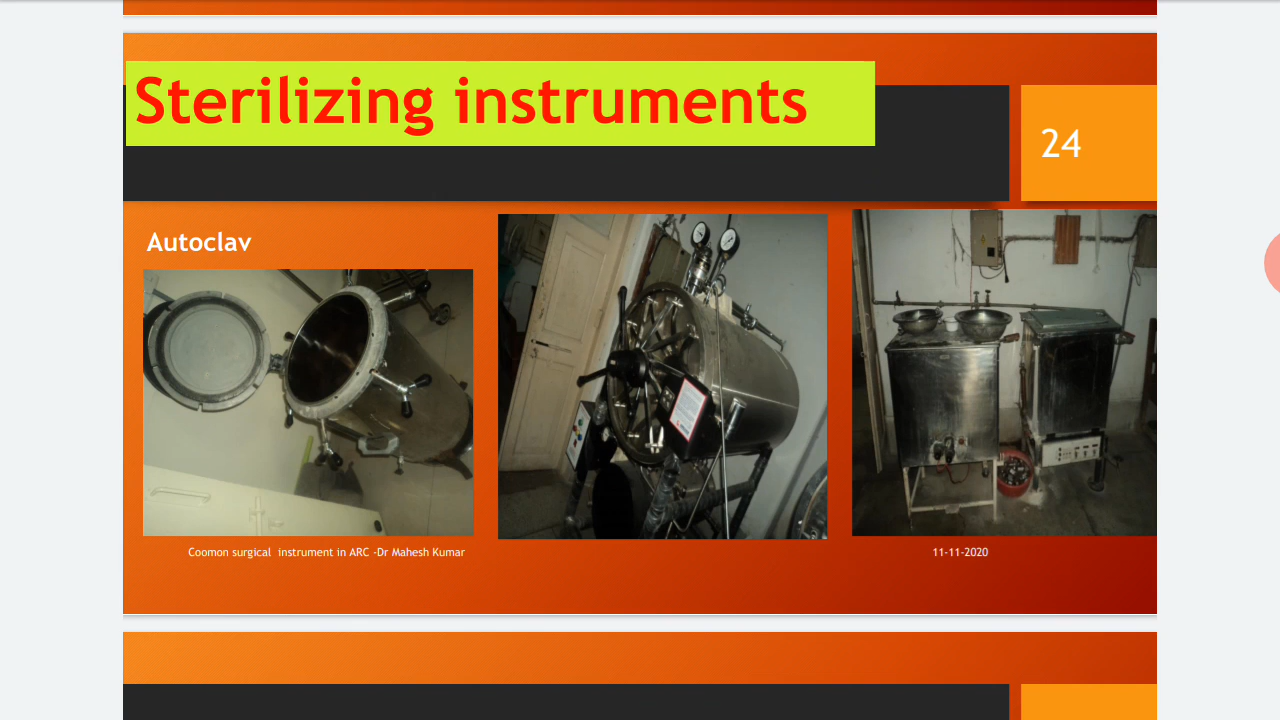 Sterilizing instruments
24
Autoclav
Coomon surgical instrument in ARC -Dr Mahesh Kumar
11-11-2020